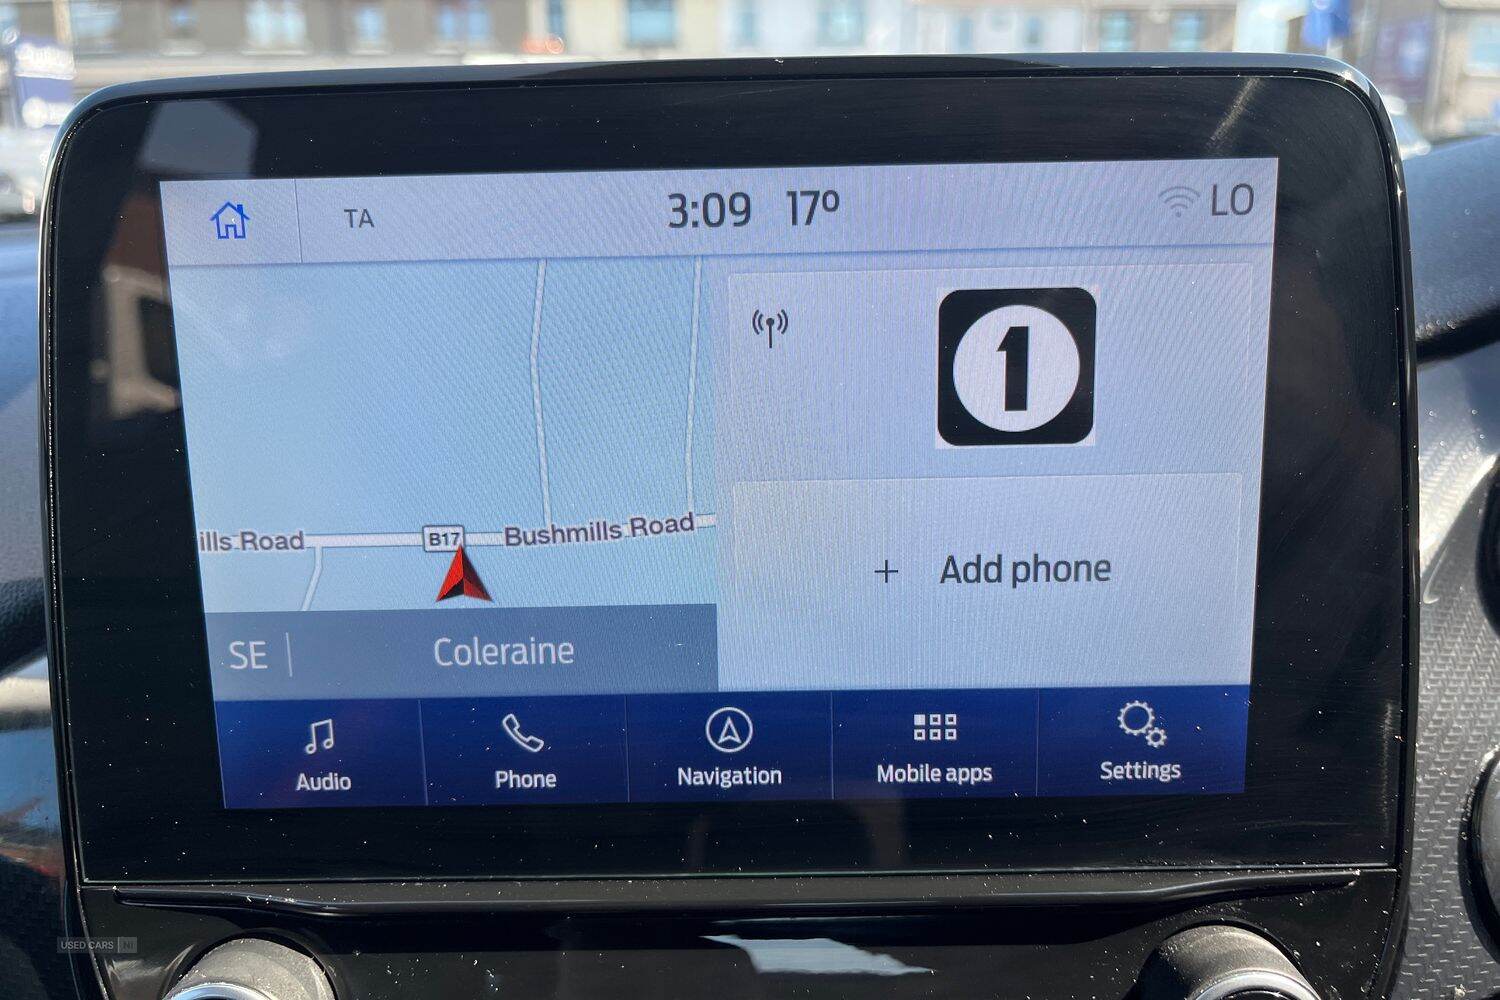 TA
3:09 17°
LO
1
ills Road
B17
Bushmills Road
+ Add phone
SE
Coleraine
Audio
Phone
Navigation
Mobile apps
Settings
USED CARS NI